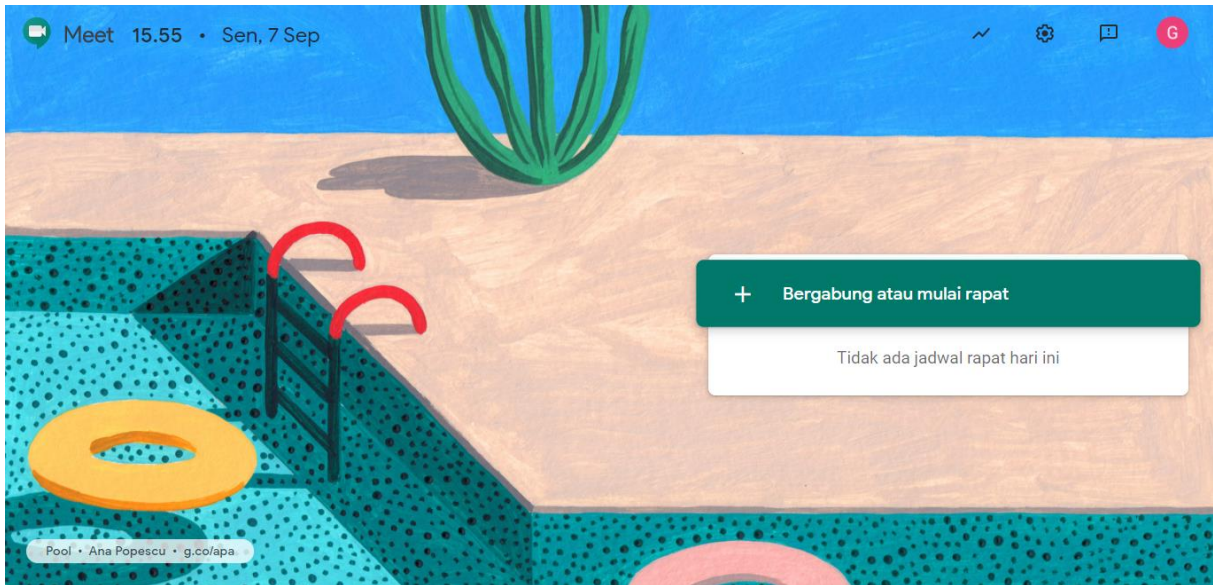 Meet 15.55 • Sen, 7 Sep
G
+ Bergabung atau mulai rapat
Tidak ada jadwal rapat hari ini
Pool • Ana Popescu • g.co/apa